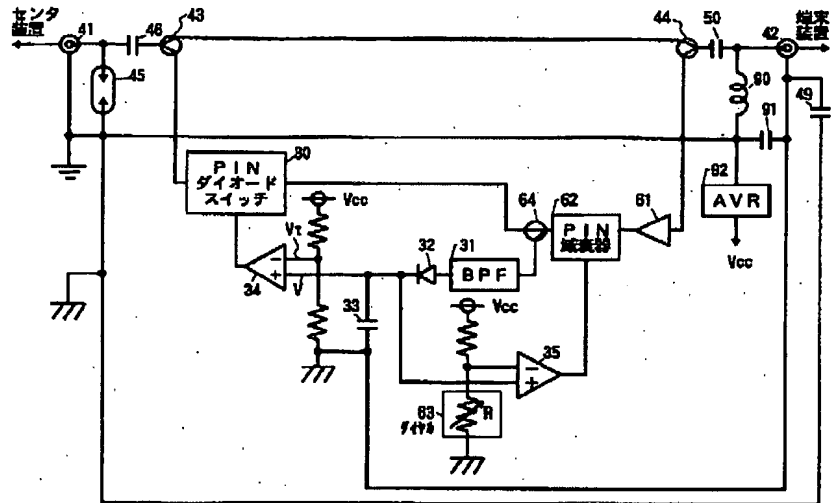 センタ
装置
41
46
43
44
50
42
端末
装置
45
90
49
91
80
PIN
ダイオード
スイッチ
Vcc
64
62
61
PIN
減衰器
92
AVR
Vcc
Vτ
32
31
BPF
34
V
33
Vcc
35
63
ダイヤル
R